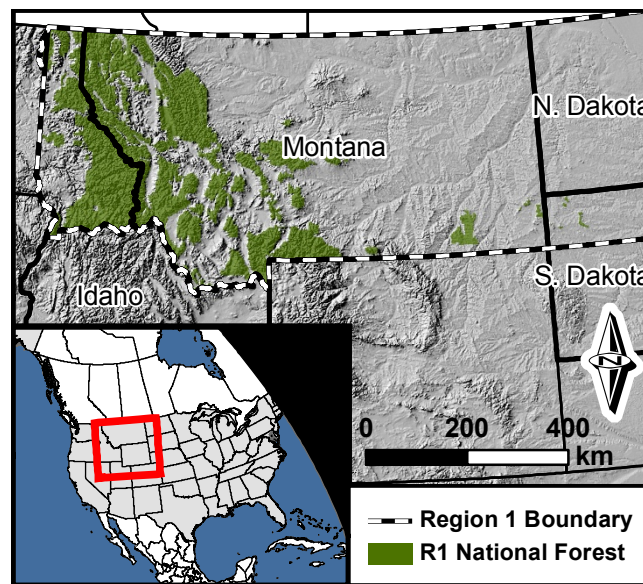 N. Dakota
Montana
S. Dakota
Idaho
N
0 200 400
km
Region 1 Boundary
R1 National Forest